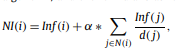 NI(i) = Inf(i) + α * ∑_{j∈N(i)} Inf(j) / d(j),